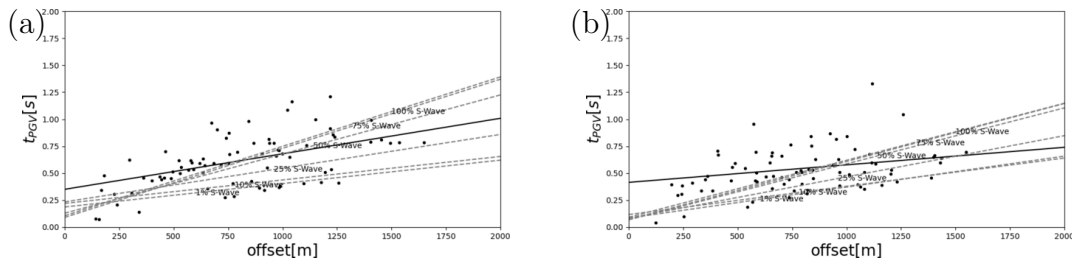 (a)
2.00
1.75
1.50
1.25
1.00
0.75
0.50
0.25
0.00
t_PGV[s]
100% S-Wave
75% S-Wave
50% S-Wave
25% S-Wave
10% S-Wave
1% S-Wave
0 250 500 750 1000 1250 1500 1750 2000
offset[m]
(b)
2.00
1.75
1.50
1.25
1.00
0.75
0.50
0.25
0.00
t_PGV[s]
100% S-Wave
75% S-Wave
50% S-Wave
25% S-Wave
10% S-Wave
1% S-Wave
0 250 500 750 1000 1250 1500 1750 2000
offset[m]